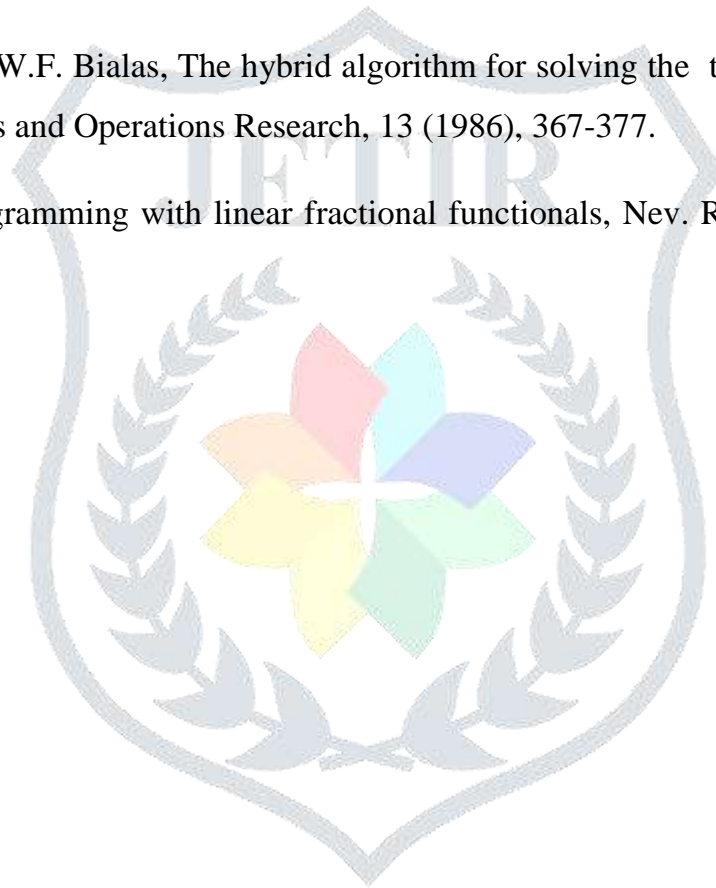 W.F. Bialas, The hybrid algorithm for solving the t
s and Operations Research, 13 (1986), 367-377.
JETIR
gramming with linear fractional functionals, Nev. R